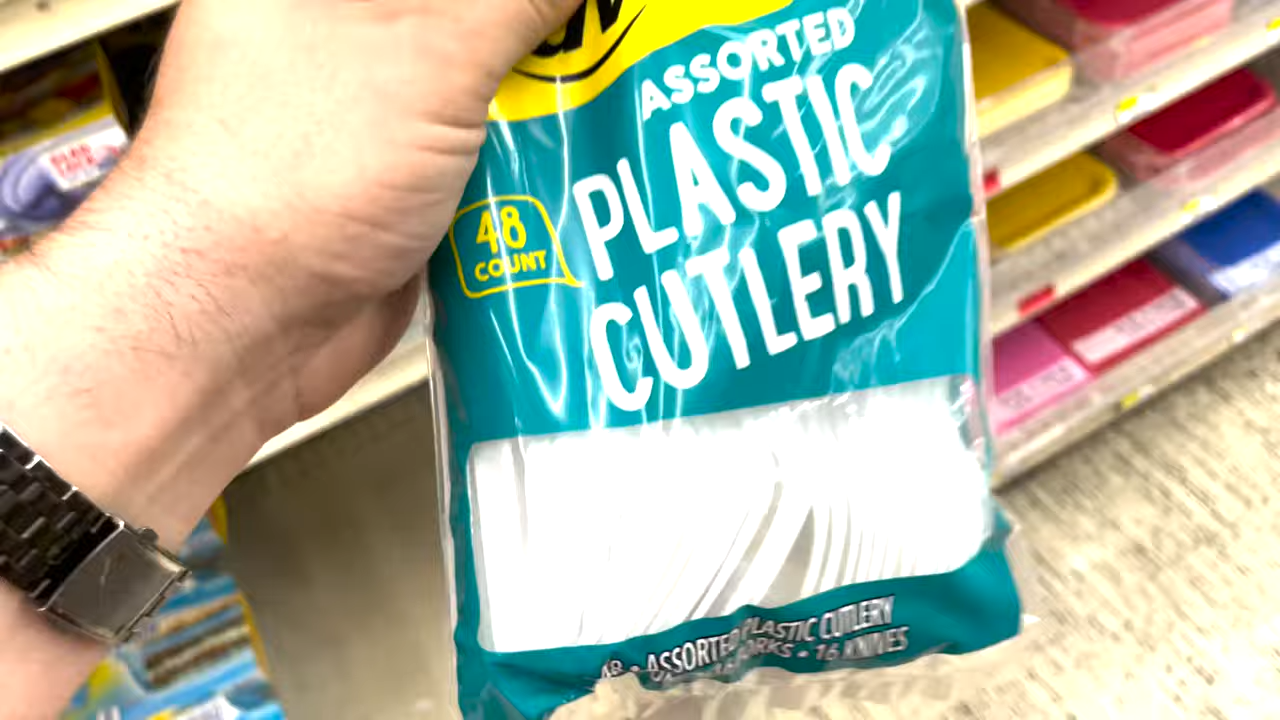 ASSORTED
PLASTIC
CUTLERY
48
COUNT
48 • ASSORTED PLASTIC CUTLERY
16 KNIVES